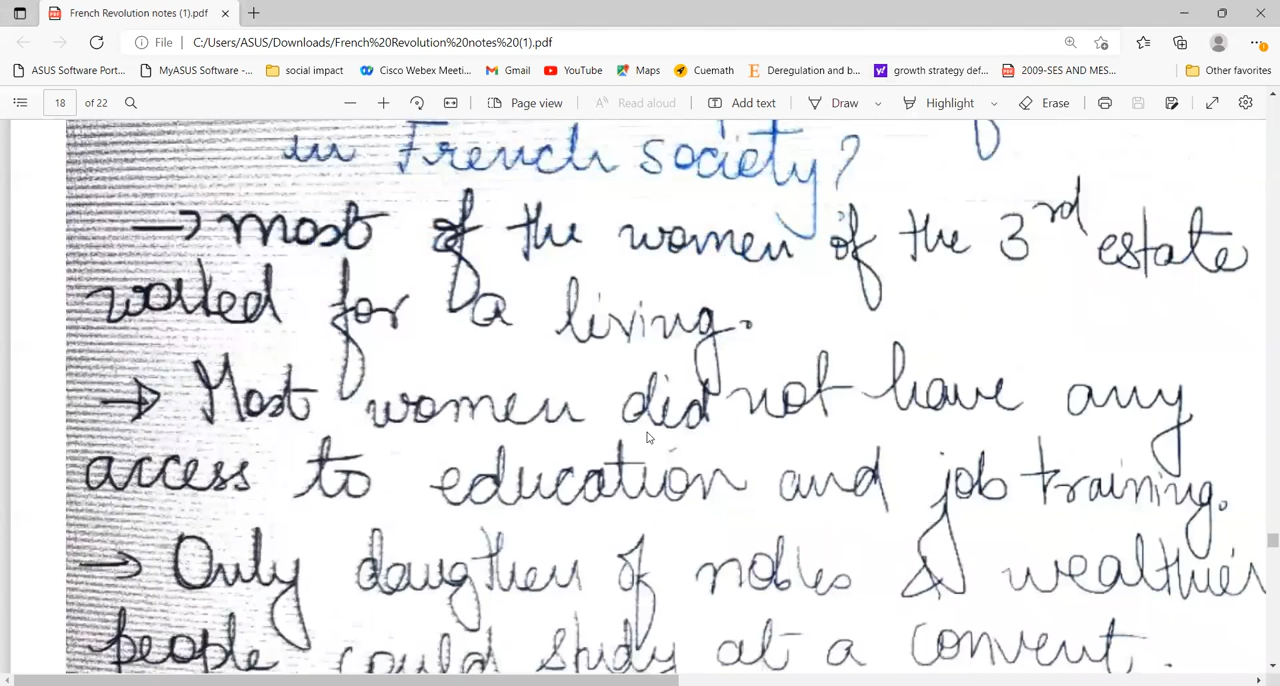 French Revolution notes (1).pdf
File | C:/Users/ASUS/Downloads/French%20Revolution%20notes%20(1).pdf
ASUS Software Port... MyASUS Software -... social impact Cisco Webex Meeti... Gmail YouTube Maps Cuemath Deregulation and b... growth strategy def... 2009-SES AND MES... Other favorites
18 of 22 Page view Read aloud Add text Draw Highlight Erase
in French society?
→ most of the women of the 3rd estate
worked for a living.
→ Most women did not have any
access to education and job training.
→ Only daughters of nobles & wealthier
people could study at a convent.